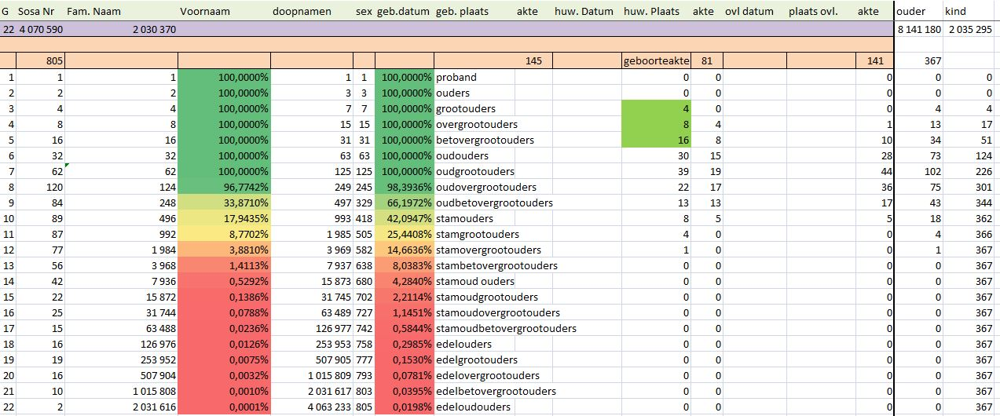 G Sosa Nr Fam. Naam Voornaam doopnamen sex geb.datum geb. plaats akte huw. Datum huw. Plaats akte ovl datum plaats ovl. akte ouder kind
22 4 070 590 2 030 370 8 141 180 2 035 295
805 145 geboorteakte 81 141 367
1 1 1 100,0000% 1 1 100,0000% proband 0 0 0 0 0
2 2 2 100,0000% 3 3 100,0000% ouders 0 0 0 0 0
3 4 4 100,0000% 7 7 100,0000% grootouders 4 0 0 4 4
4 8 8 100,0000% 15 15 100,0000% overgrootouders 8 4 1 13 17
5 16 16 100,0000% 31 31 100,0000% betovergrootouders 16 8 10 34 51
6 32 32 100,0000% 63 63 100,0000% oudouders 30 15 28 73 124
7 62 62 100,0000% 125 125 100,0000% oudgrootouders 39 19 44 102 226
8 120 124 96,7742% 249 245 98,3936% oudovergrootouders 22 17 36 75 301
9 84 248 33,8710% 497 329 66,1972% oudbetovergrootouders 13 13 17 43 344
10 89 496 17,9435% 993 418 42,0947% stamouders 8 5 5 18 362
11 87 992 8,7702% 1 985 505 25,4408% stamgrootouders 4 0 0 4 366
12 77 1 984 3,8810% 3 969 582 14,6636% stamovergrootouders 1 0 0 1 367
13 56 3 968 1,4113% 7 937 638 8,0383% stambetovergrootouders 0 0 0 0 367
14 42 7 936 0,5292% 15 873 680 4,2840% stamoud ouders 0 0 0 0 367
15 22 15 872 0,1386% 31 745 702 2,2114% stamoudgrootouders 0 0 0 0 367
16 25 31 744 0,0788% 63 489 727 1,1451% stamoudovergrootouders 0 0 0 0 367
17 15 63 488 0,0236% 126 977 742 0,5844% stamoudbetovergrootouders 0 0 0 0 367
18 16 126 976 0,0126% 253 953 758 0,2985% edelouders 0 0 0 0 367
19 19 253 952 0,0075% 507 905 777 0,1530% edelgrootouders 0 0 0 0 367
20 16 507 904 0,0032% 1 015 809 793 0,0781% edelovergrootouders 0 0 0 0 367
21 10 1 015 808 0,0010% 2 031 617 803 0,0395% edelbetovergrootouders 0 0 0 0 367
22 2 2 031 616 0,0001% 4 063 233 805 0,0198% edeloudouders 0 0 0 0 367